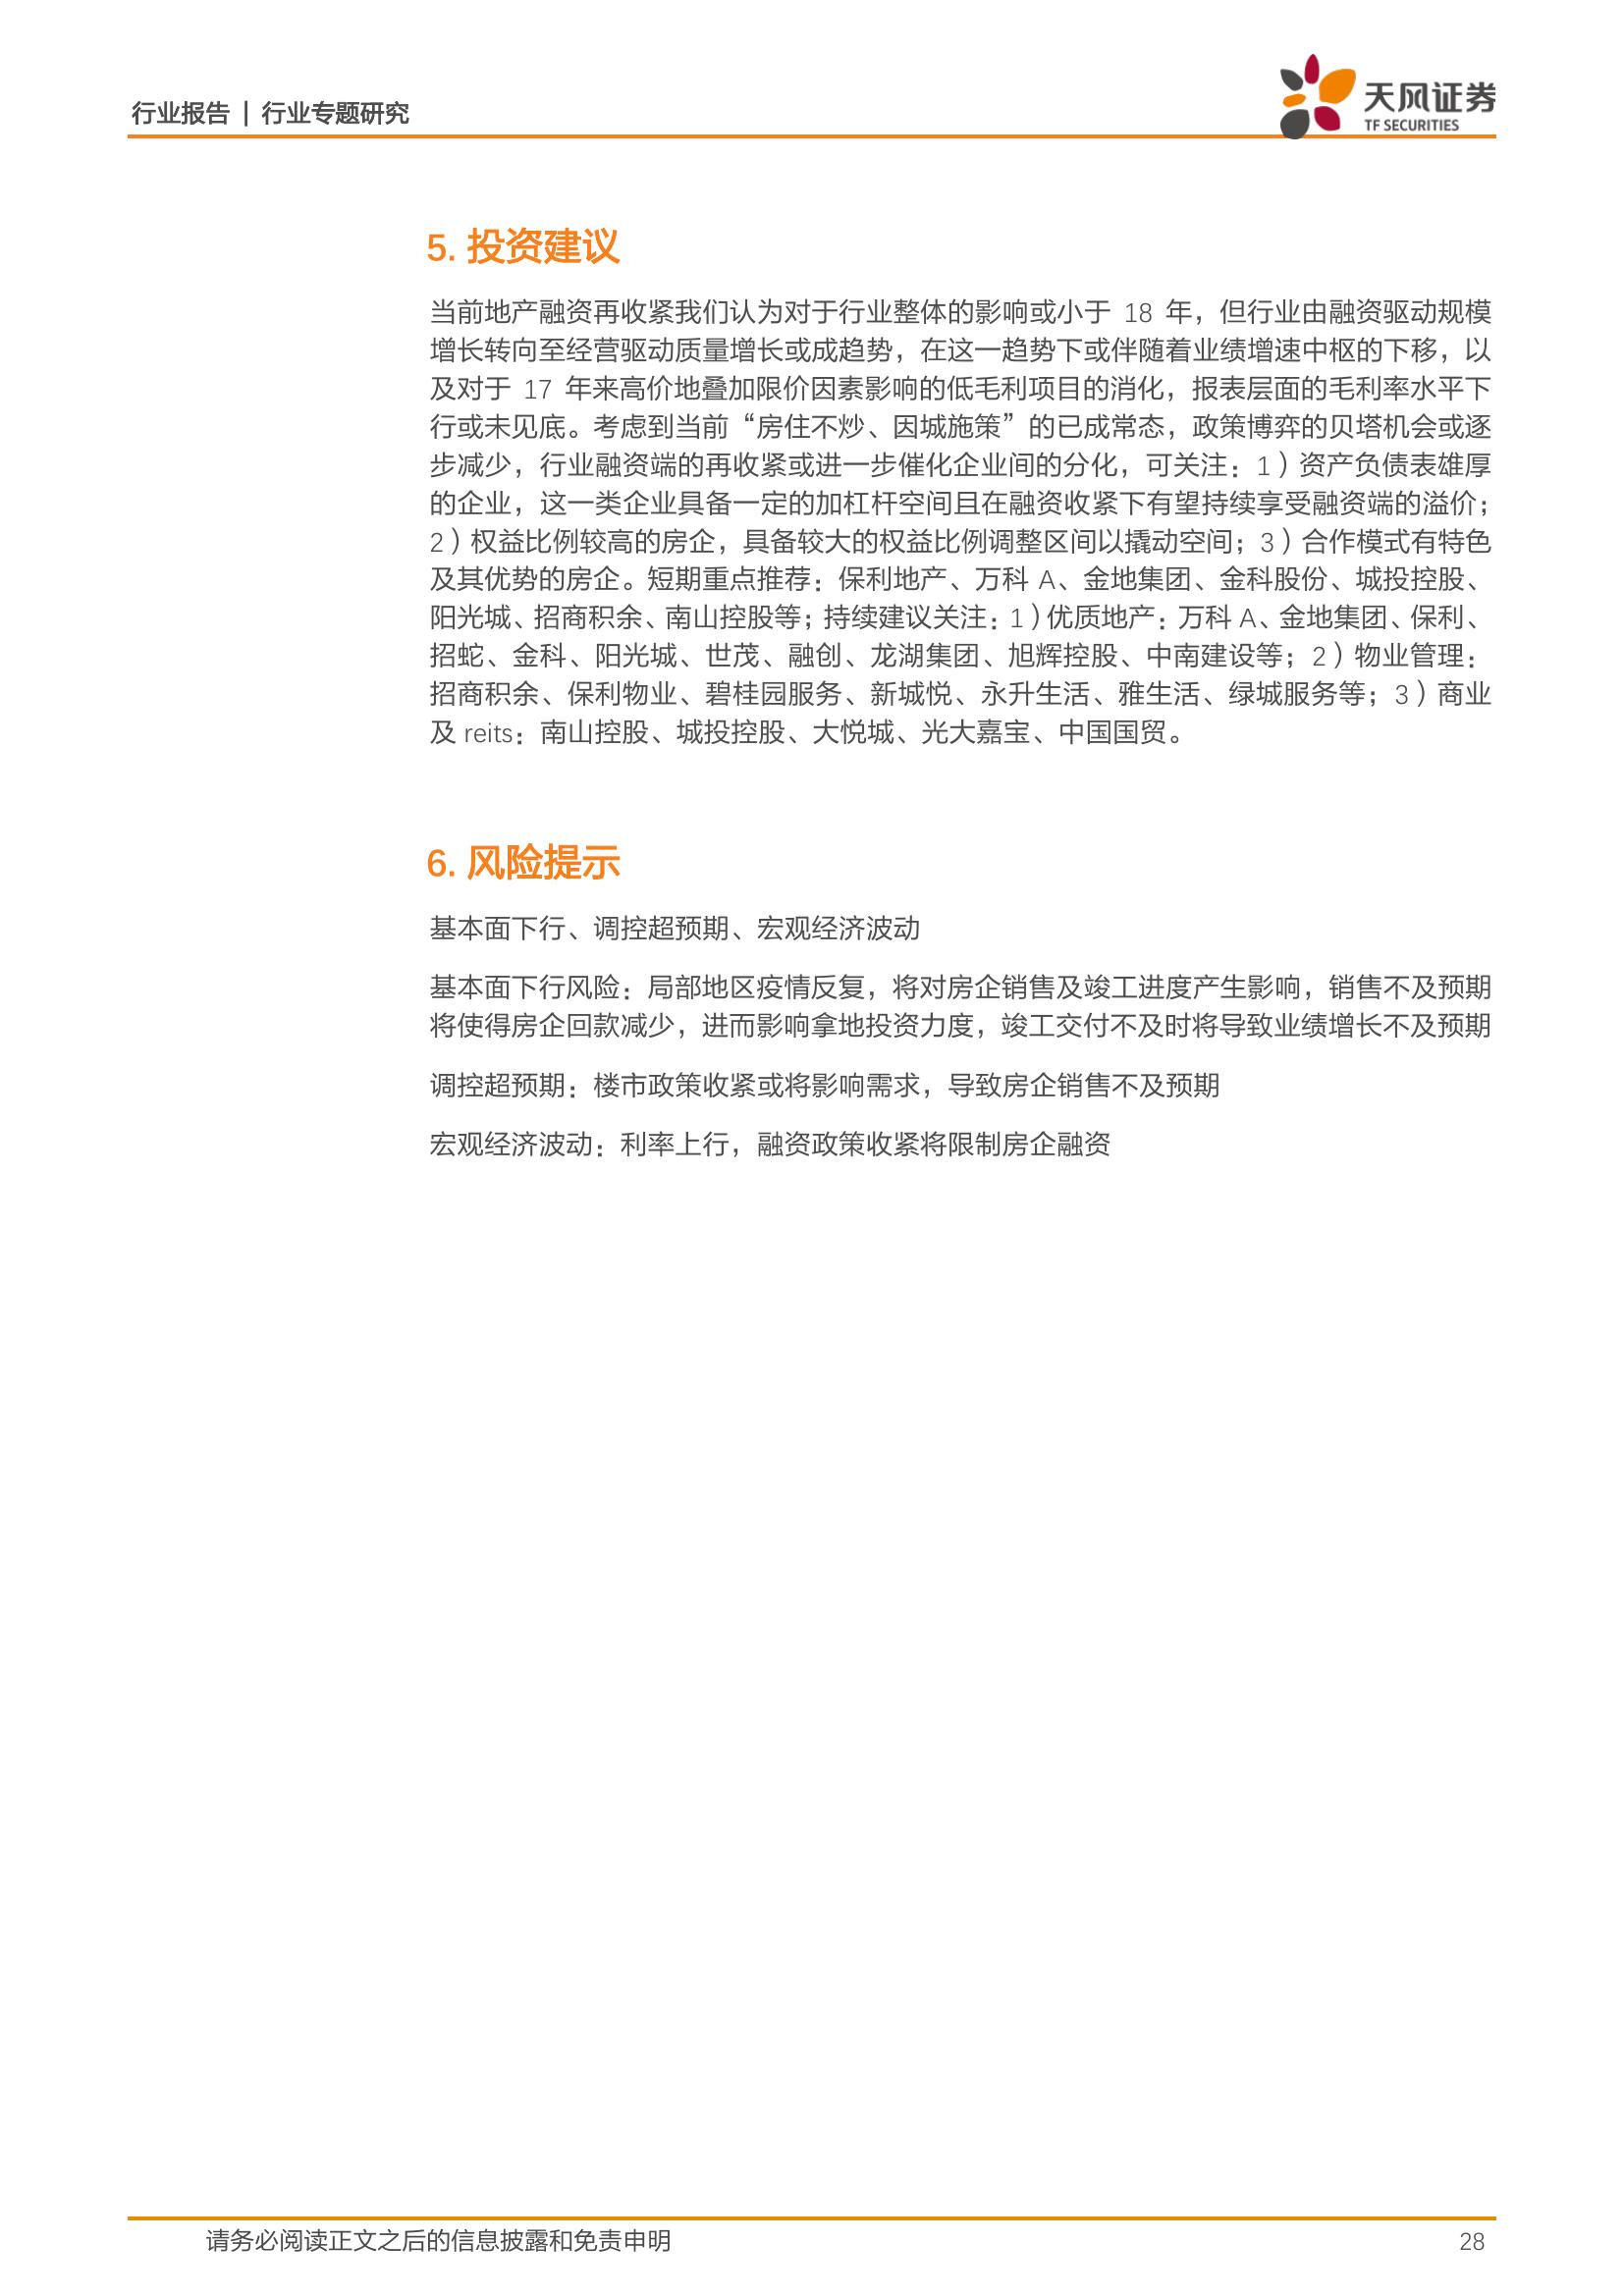 行业报告 | 行业专题研究
天风证券
TF SECURITIES
5. 投资建议
当前地产融资再收紧我们认为对于行业整体的影响或小于 18 年，但行业由融资驱动规模
增长转向至经营驱动质量增长或成趋势，在这一趋势下或伴随着业绩增速中枢的下移，以
及对于 17 年来高价地叠加限价因素影响的低毛利项目的消化，报表层面的毛利率水平下
行或未见底。考虑到当前“房住不炒、因城施策”的已成常态，政策博弈的贝塔机会或逐
步减少，行业融资端的再收紧或进一步催化企业间的分化，可关注：1）资产负债表雄厚
的企业，这一类企业具备一定的加杠杆空间且在融资收紧下有望持续享受融资端的溢价；
2）权益比例较高的房企，具备较大的权益比例调整区间以撬动空间；3）合作模式有特色
及其优势的房企。短期重点推荐：保利地产、万科 A、金地集团、金科股份、城投控股、
阳光城、招商积余、南山控股等；持续建议关注：1）优质地产：万科 A、金地集团、保利、
招蛇、金科、阳光城、世茂、融创、龙湖集团、旭辉控股、中南建设等；2）物业管理：
招商积余、保利物业、碧桂园服务、新城悦、永升生活、雅生活、绿城服务等；3）商业
及 reits：南山控股、城投控股、大悦城、光大嘉宝、中国国贸。
6. 风险提示
基本面下行、调控超预期、宏观经济波动
基本面下行风险：局部地区疫情反复，将对房企销售及竣工进度产生影响，销售不及预期
将使得房企回款减少，进而影响拿地投资力度，竣工交付不及时将导致业绩增长不及预期
调控超预期：楼市政策收紧或将影响需求，导致房企销售不及预期
宏观经济波动：利率上行，融资政策收紧将限制房企融资
请务必阅读正文之后的信息披露和免责申明
28